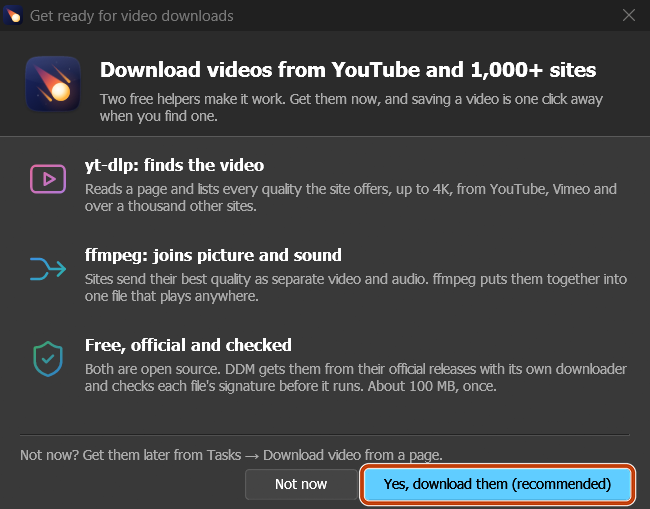 Get ready for video downloads
Download videos from YouTube and 1,000+ sites
Two free helpers make it work. Get them now, and saving a video is one click away
when you find one.
yt-dlp: finds the video
Reads a page and lists every quality the site offers, up to 4K, from YouTube, Vimeo and
over a thousand other sites.
ffmpeg: joins picture and sound
Sites send their best quality as separate video and audio. ffmpeg puts them together into
one file that plays anywhere.
Free, official and checked
Both are open source. DDM gets them from their official releases with its own downloader
and checks each file's signature before it runs. About 100 MB, once.
Not now? Get them later from Tasks → Download video from a page.
Not now
Yes, download them (recommended)